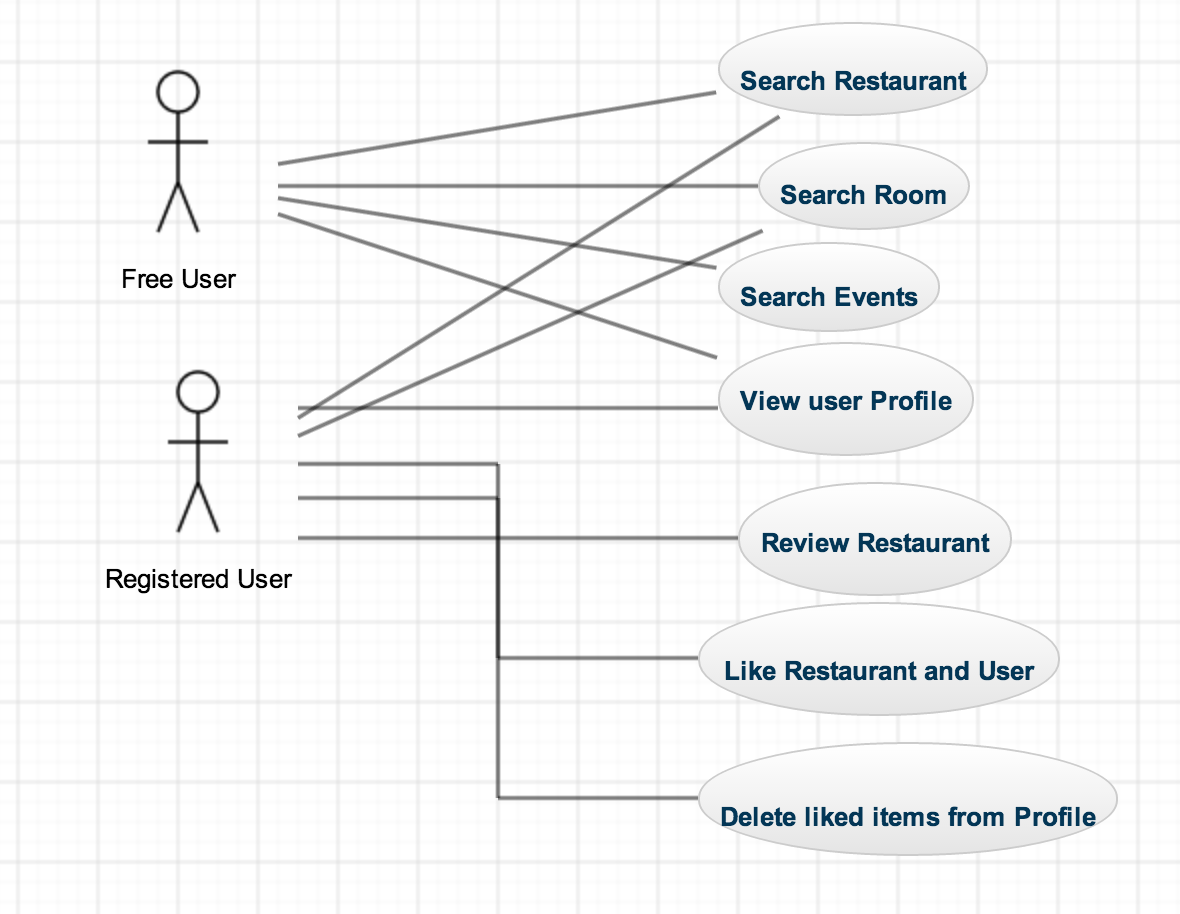 Search Restaurant
Search Room
Free User
Search Events
View user Profile
Review Restaurant
Registered User
Like Restaurant and User
Delete liked items from Profile